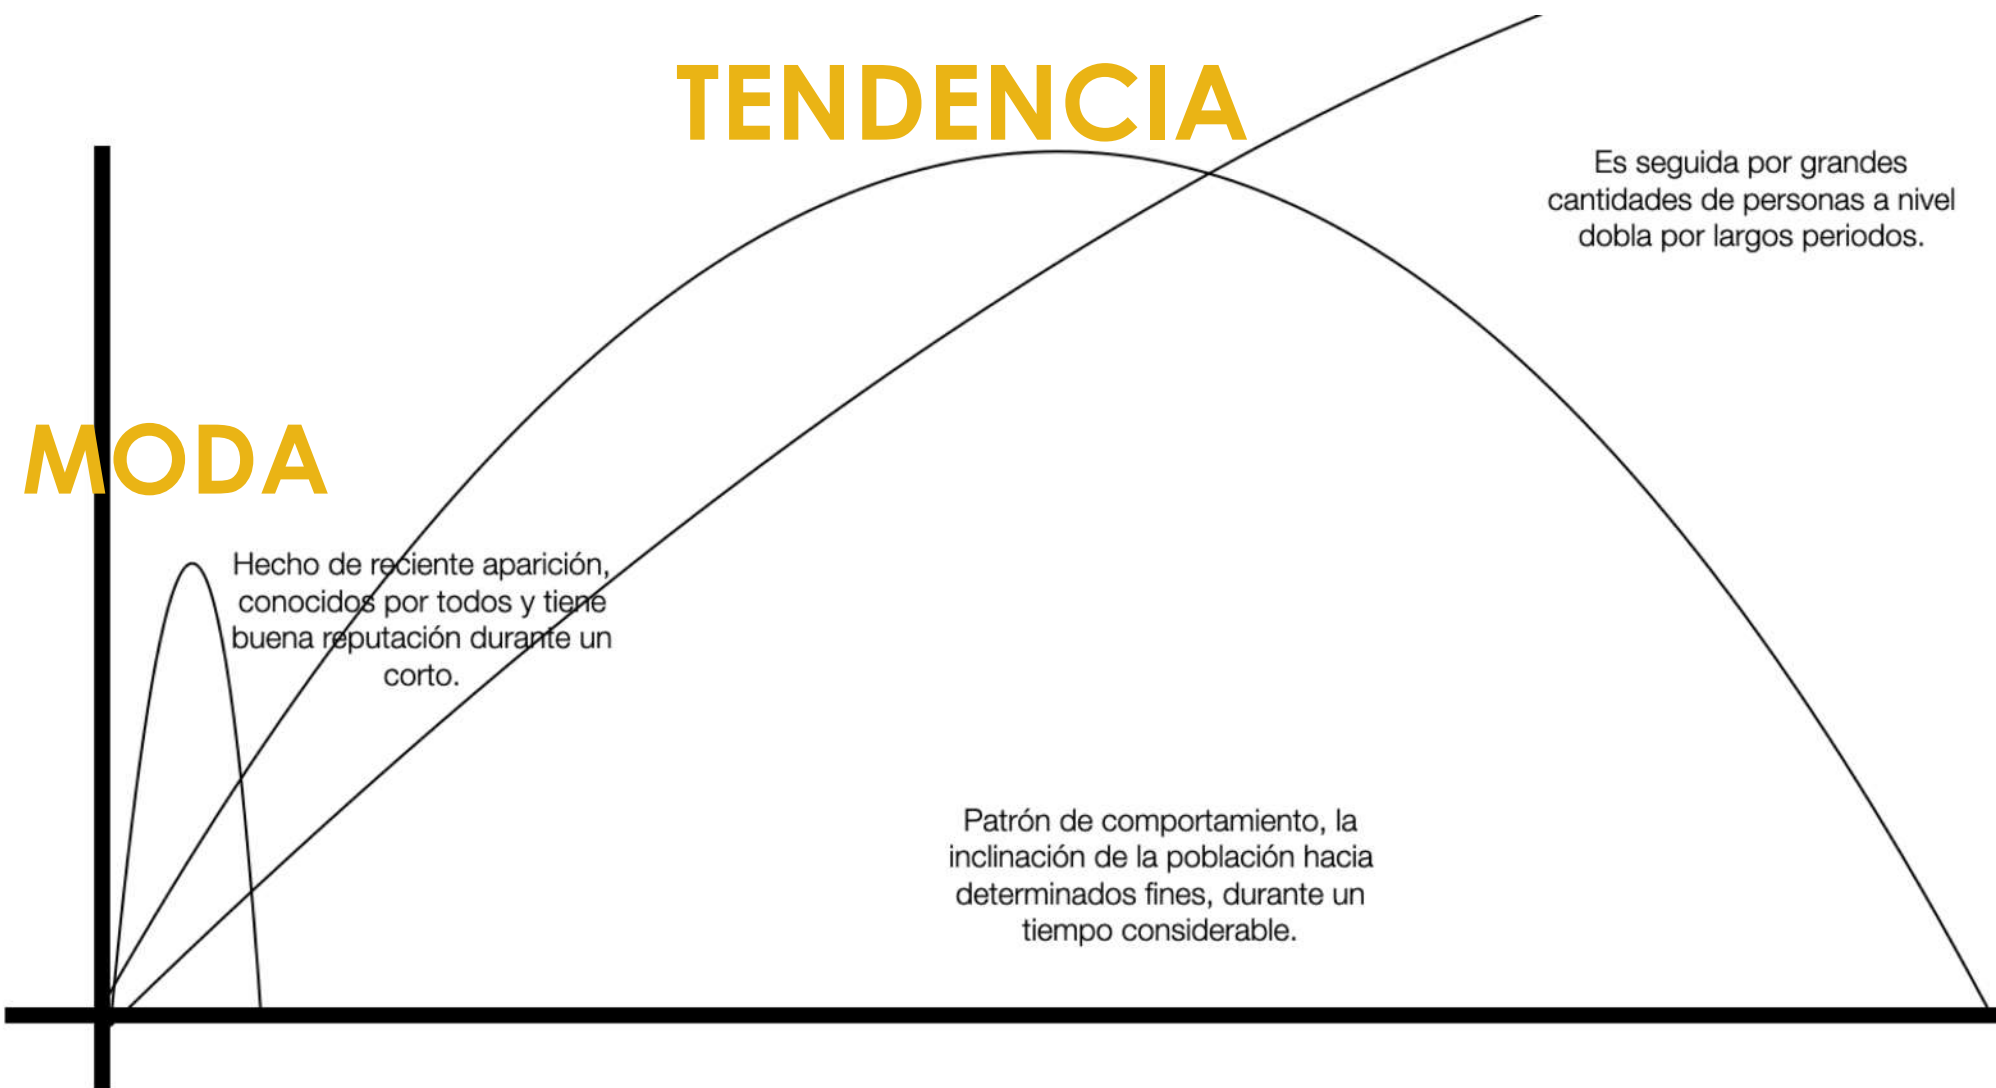 TENDENCIA
Es seguida por grandes
cantidades de personas a nivel
dobla por largos periodos.
MODA
Hecho de reciente aparición,
conocidos por todos y tiene
buena reputación durante un
corto.
Patrón de comportamiento, la
inclinación de la población hacia
determinados fines, durante un
tiempo considerable.